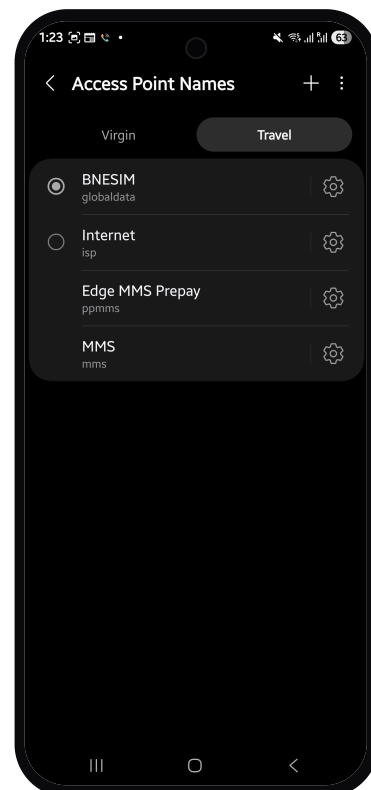 1:23 63
Access Point Names
Virgin Travel
BNESIM
globaldata
Internet
isp
Edge MMS Prepay
ppmms
MMS
mms